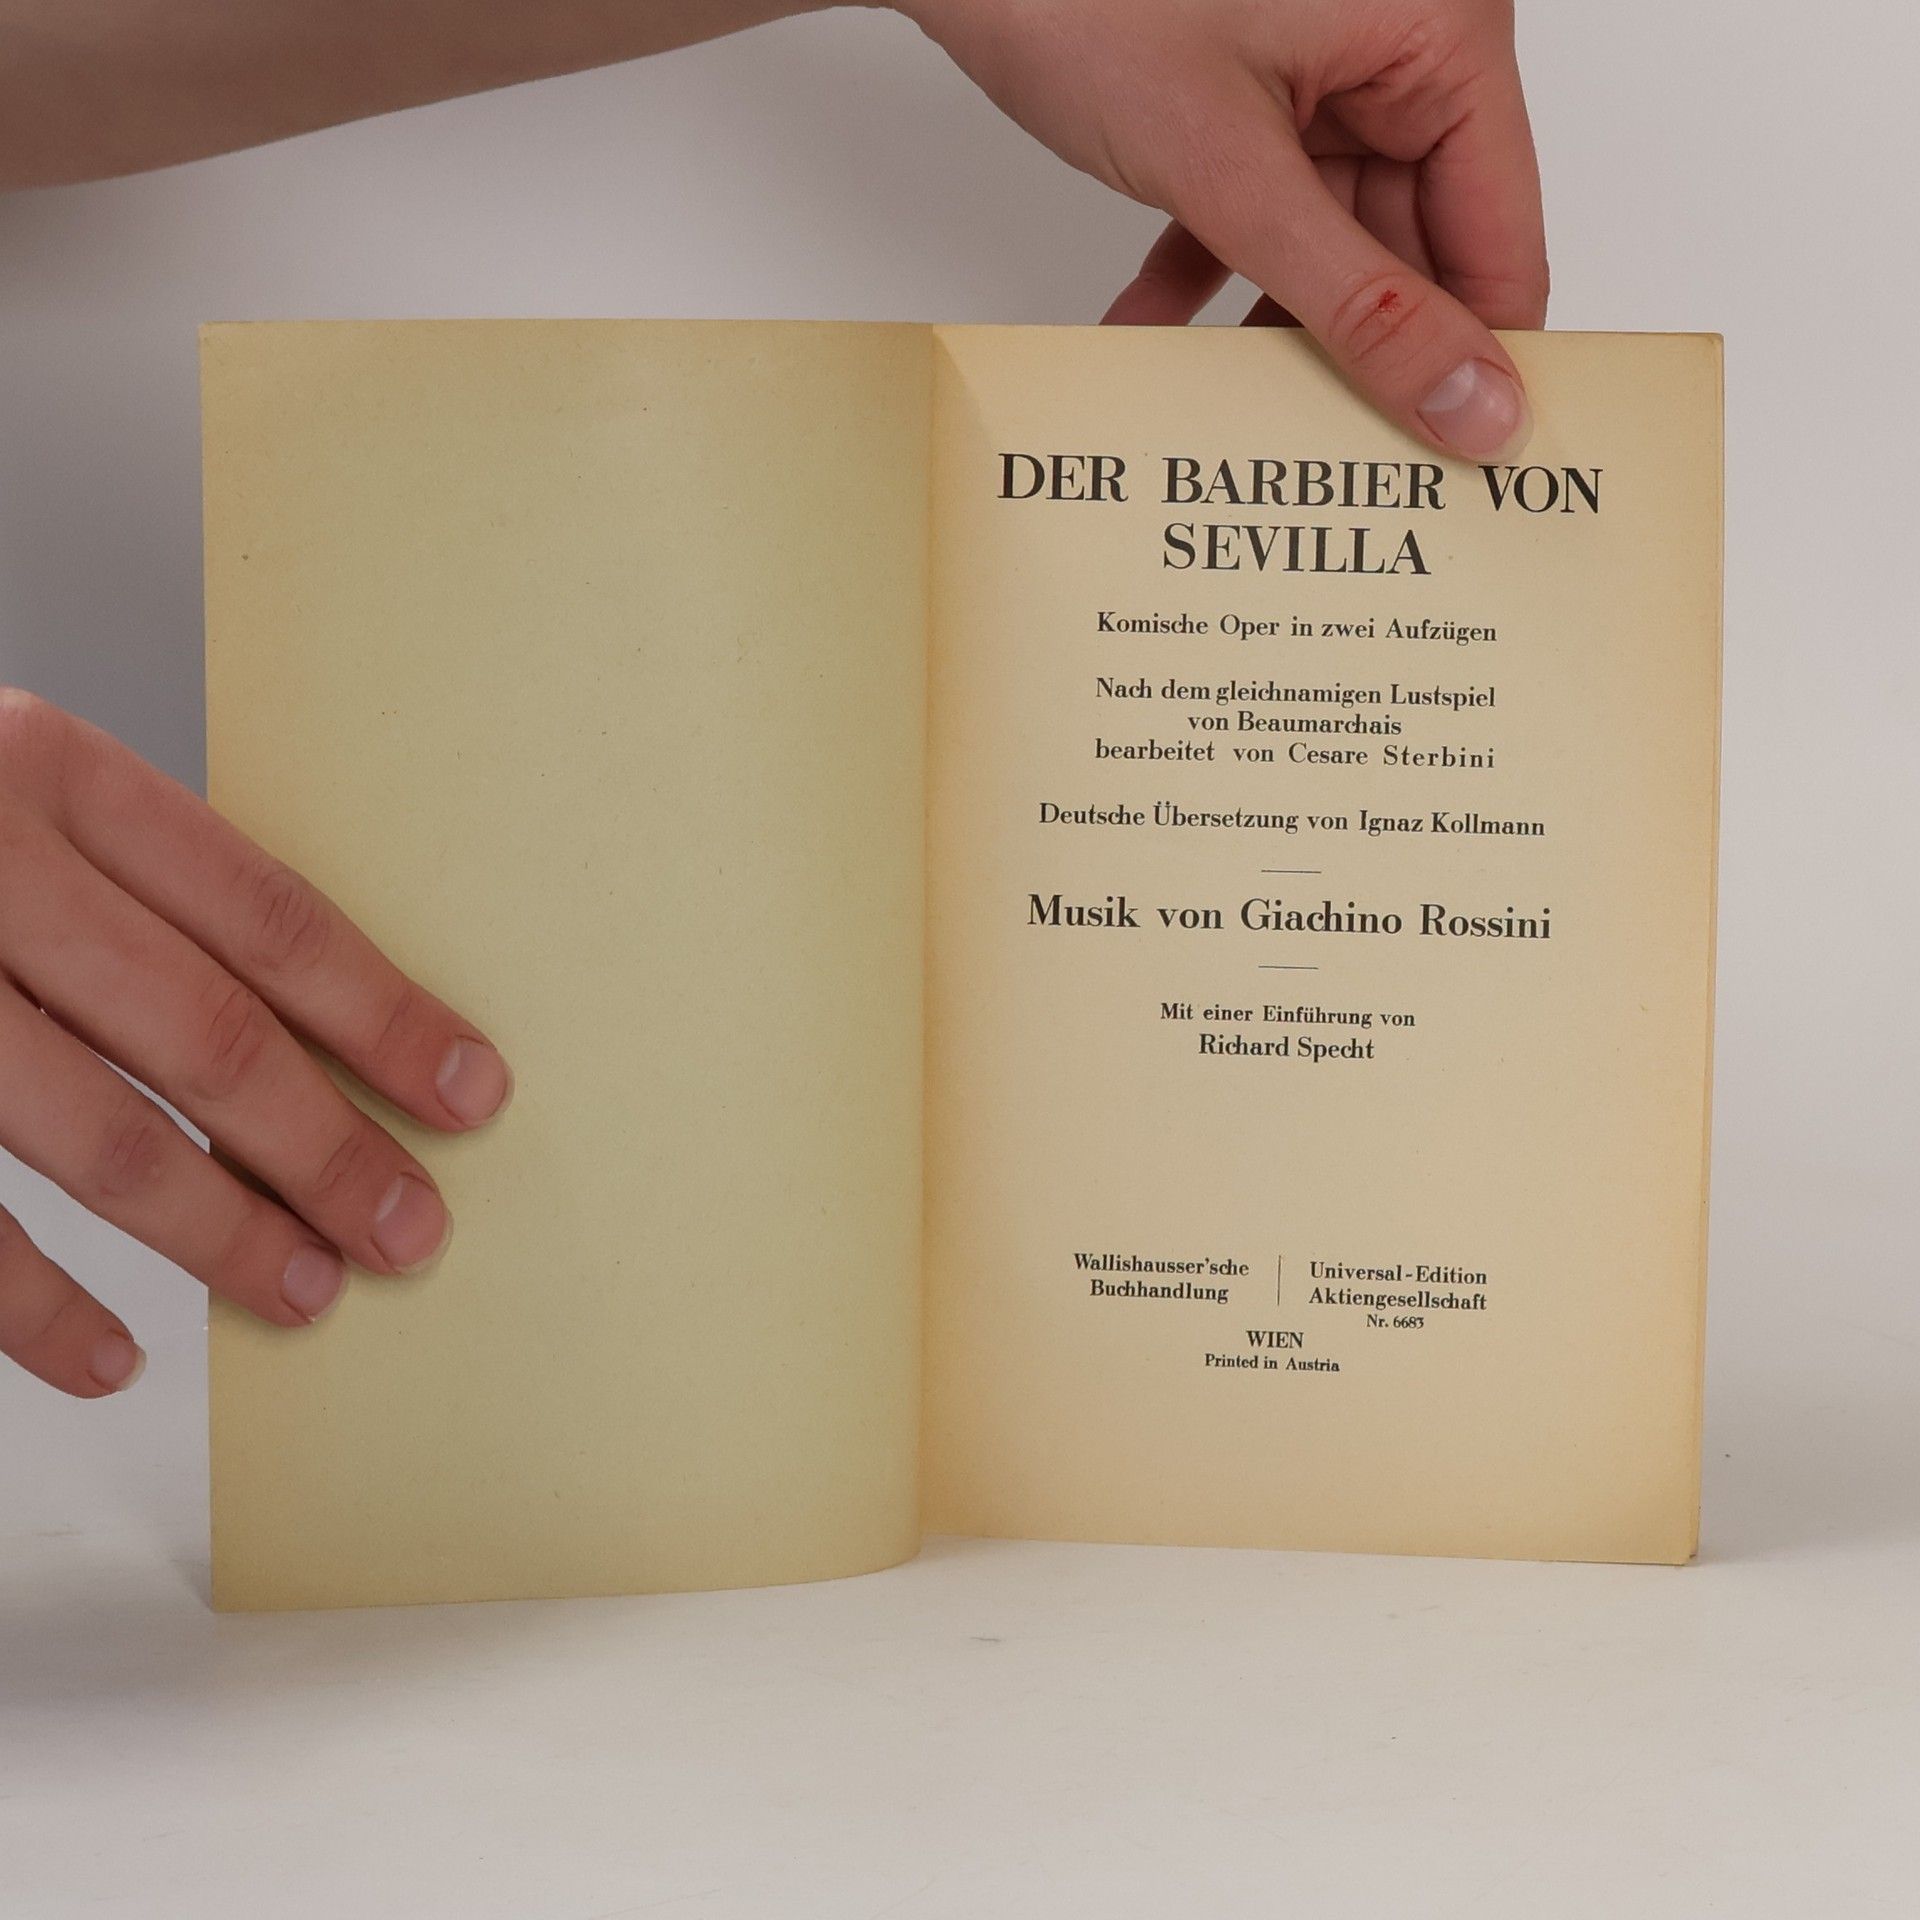 DER BARBIER VON
SEVILLA
Komische Oper in zwei Aufzügen
Nach dem gleichnamigen Lustspiel
von Beaumarchais
bearbeitet von Cesare Sterbini
Deutsche Übersetzung von Ignaz Kollmann
Musik von Giachino Rossini
Mit einer Einführung von
Richard Specht
Wallishausser'sche
Buchhandlung
Universal-Edition
Aktiengesellschaft
Nr. 6683
WIEN
Printed in Austria